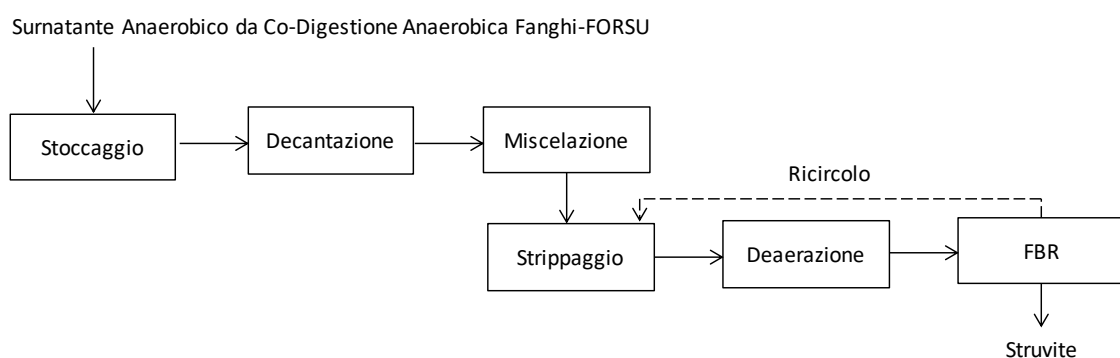 Surnatante Anaerobico da Co-Digestione Anaerobica Fanghi-FORSU
Stoccaggio
Decantazione
Miscelazione
Ricircolo
Strippaggio
Deaerazione
FBR
Struvite